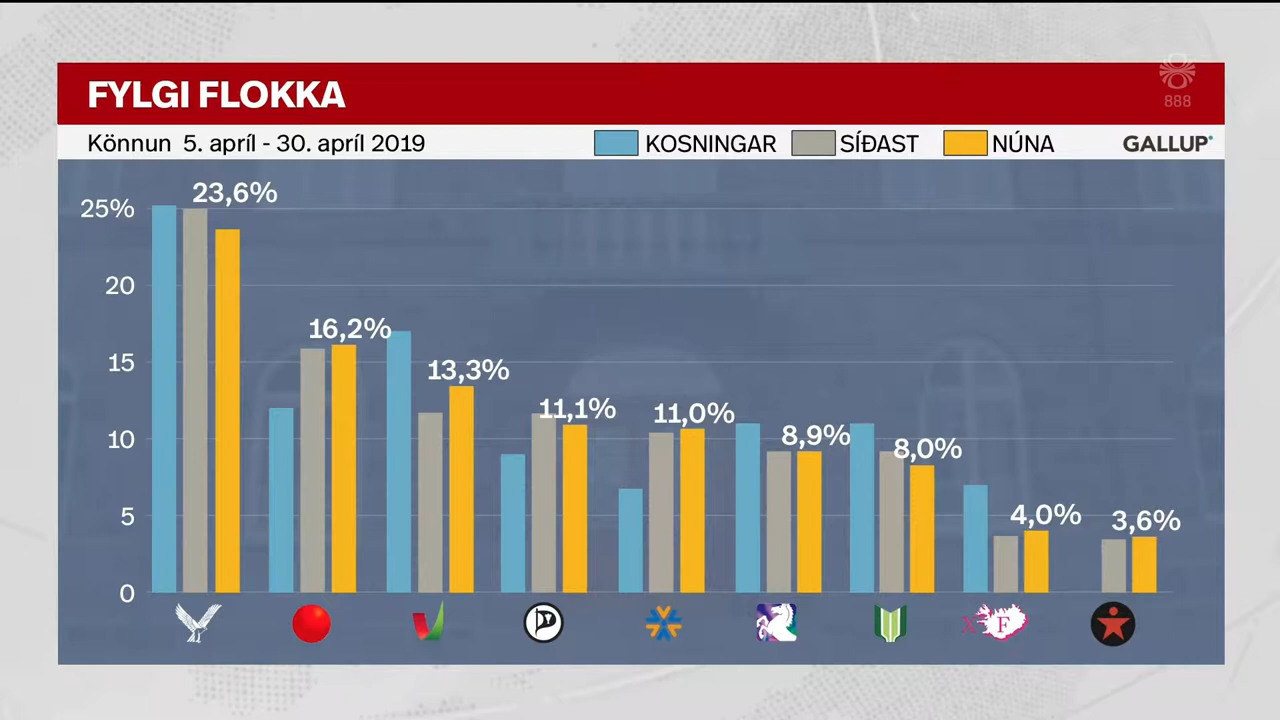 FYLGI FLOKKA
888
Könnun 5. apríl - 30. apríl 2019
KOSNINGAR
SÍÐAST
NÚNA
GALLUP
25%
20
15
10
5
0
23,6%
16,2%
13,3%
11,1%
11,0%
8,9%
8,0%
4,0%
3,6%
X F